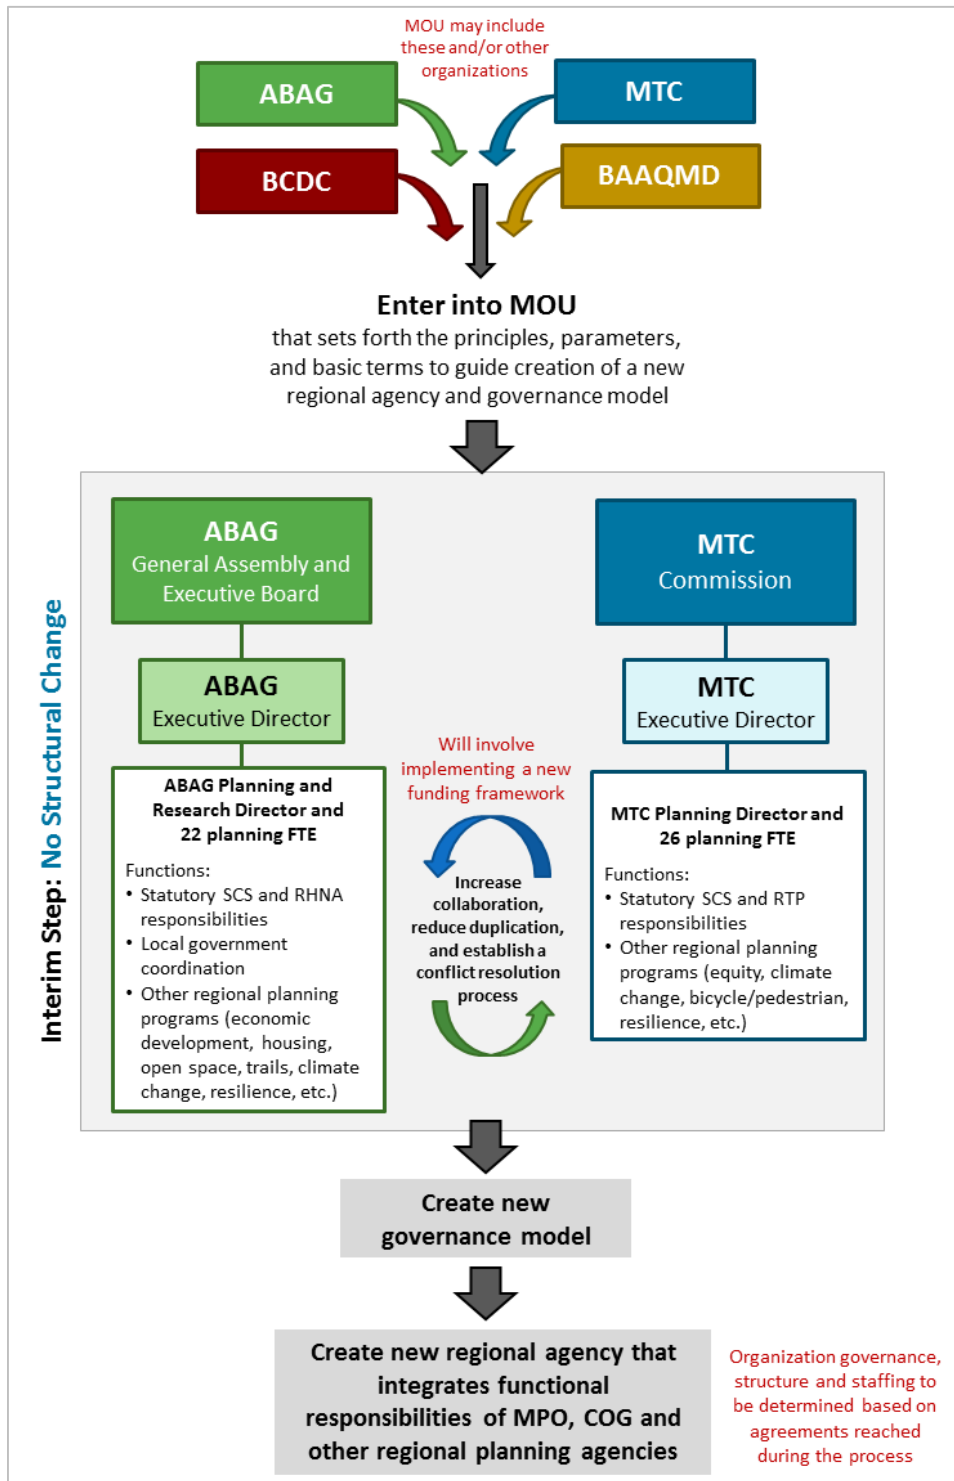 MOU may include
these and/or other
organizations
ABAG
MTC
BCDC
BAAQMD
Enter into MOU
that sets forth the principles, parameters,
and basic terms to guide creation of a new
regional agency and governance model
Interim Step: No Structural Change
ABAG
General Assembly and
Executive Board
MTC
Commission
ABAG
Executive Director
MTC
Executive Director
ABAG Planning and
Research Director and
22 planning FTE
Functions:
• Statutory SCS and RHNA
responsibilities
• Local government
coordination
• Other regional planning
programs (economic
development, housing,
open space, trails, climate
change, resilience, etc.)
Will involve
implementing a new
funding framework
Increase
collaboration,
reduce duplication,
and establish a
conflict resolution
process
MTC Planning Director and
26 planning FTE
Functions:
• Statutory SCS and RTP
responsibilities
• Other regional planning
programs (equity, climate
change, bicycle/pedestrian,
resilience, etc.)
Create new
governance model
Create new regional agency that
integrates functional
responsibilities of MPO, COG and
other regional planning agencies
Organization governance,
structure and staffing to
be determined based on
agreements reached
during the process